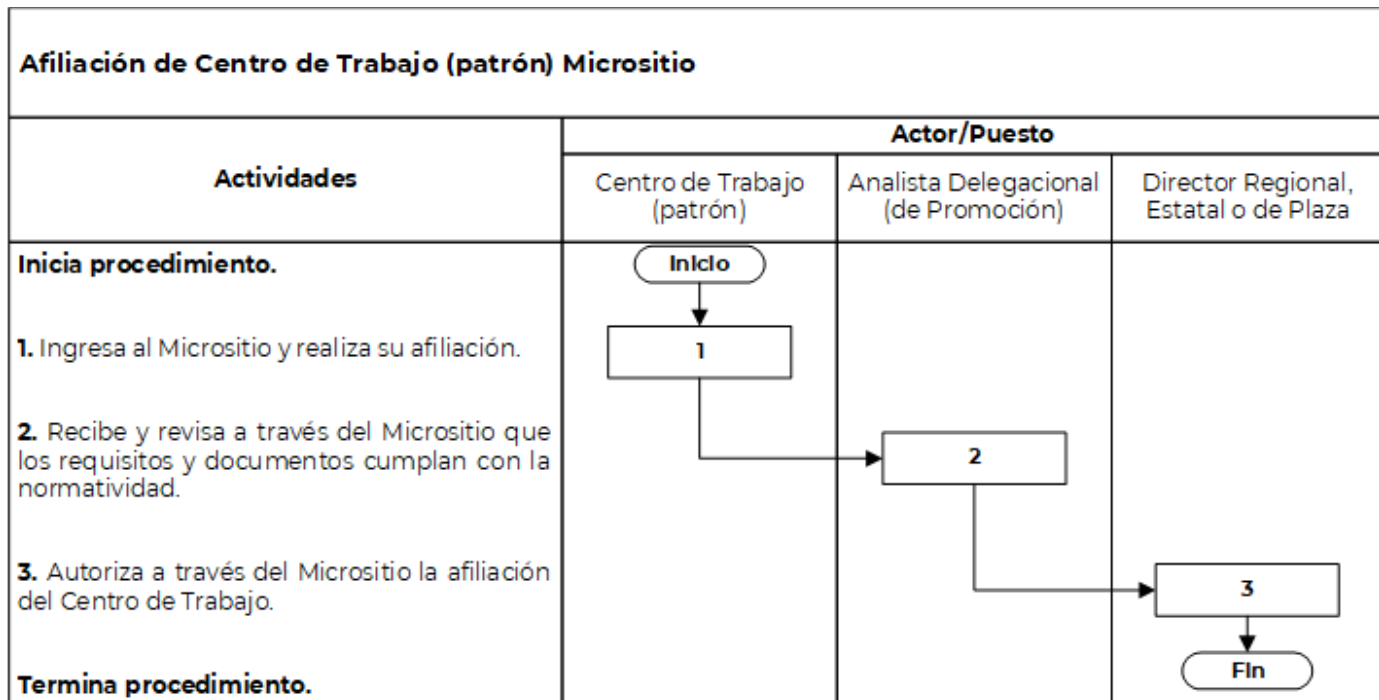 Afiliación de Centro de Trabajo (patrón) Micrositio
Actividades
Actor/Puesto
Centro de Trabajo
(patrón)
Analista Delegacional
(de Promoción)
Director Regional,
Estatal o de Plaza
Inicia procedimiento.
Inicio
1. Ingresa al Micrositio y realiza su afiliación.
1
2. Recibe y revisa a través del Micrositio que
los requisitos y documentos cumplan con la
normatividad.
2
3. Autoriza a través del Micrositio la afiliación
del Centro de Trabajo.
3
Fin
Termina procedimiento.